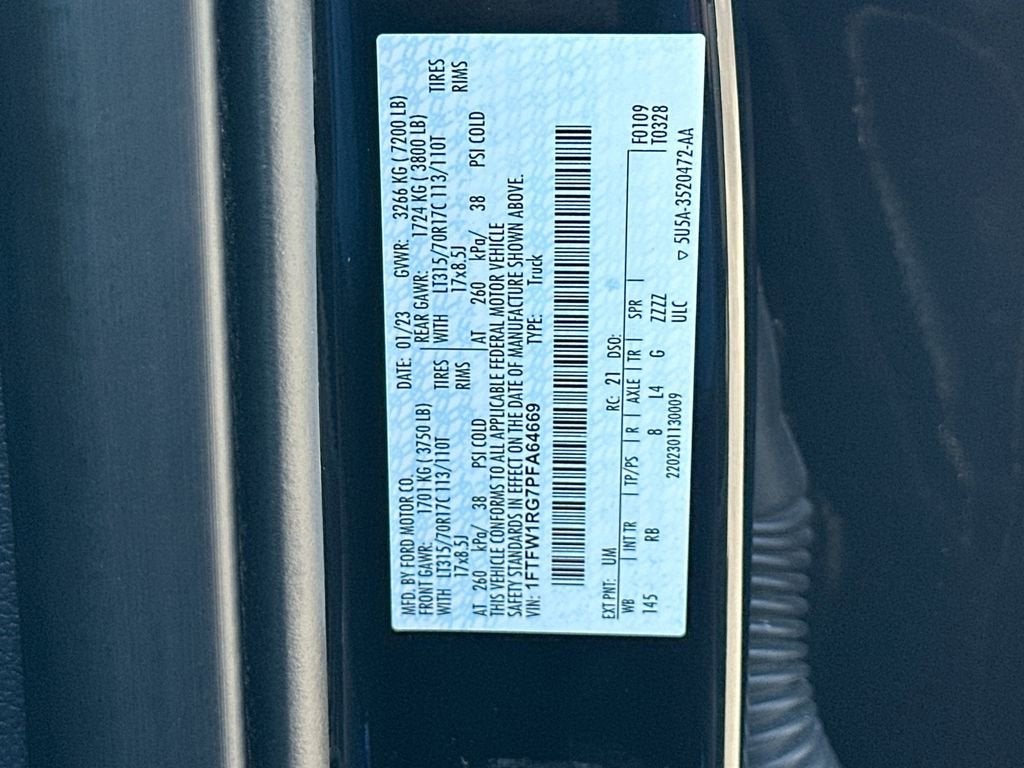 MFD. BY FORD MOTOR CO. DATE: 01/23 GVWR: 3266 KG ( 7200 LB)
FRONT GAWR: 1701 KG ( 3750 LB) REAR GAWR: 1724 KG ( 3800 LB)
WITH LT315/70R17C 113/110T TIRES WITH LT315/70R17C 113/110T TIRES
17x8.5J RIMS 17x8.5J RIMS
AT 260 kPa/ 38 PSI COLD AT 260 kPa/ 38 PSI COLD
THIS VEHICLE CONFORMS TO ALL APPLICABLE FEDERAL MOTOR VEHICLE
SAFETY STANDARDS IN EFFECT ON THE DATE OF MANUFACTURE SHOWN ABOVE.
VIN: 1FTFW1RG7PFA64669 TYPE: Truck
EXT PNT: UM RC: 21 DSO: F0109
WB | INT TR | TP/PS | R | AXLE | TR | SPR | T0328
145 RB 8 L4 G ZZZZ
2202301130009 ULC ▽ 5U5A-3520472-AA